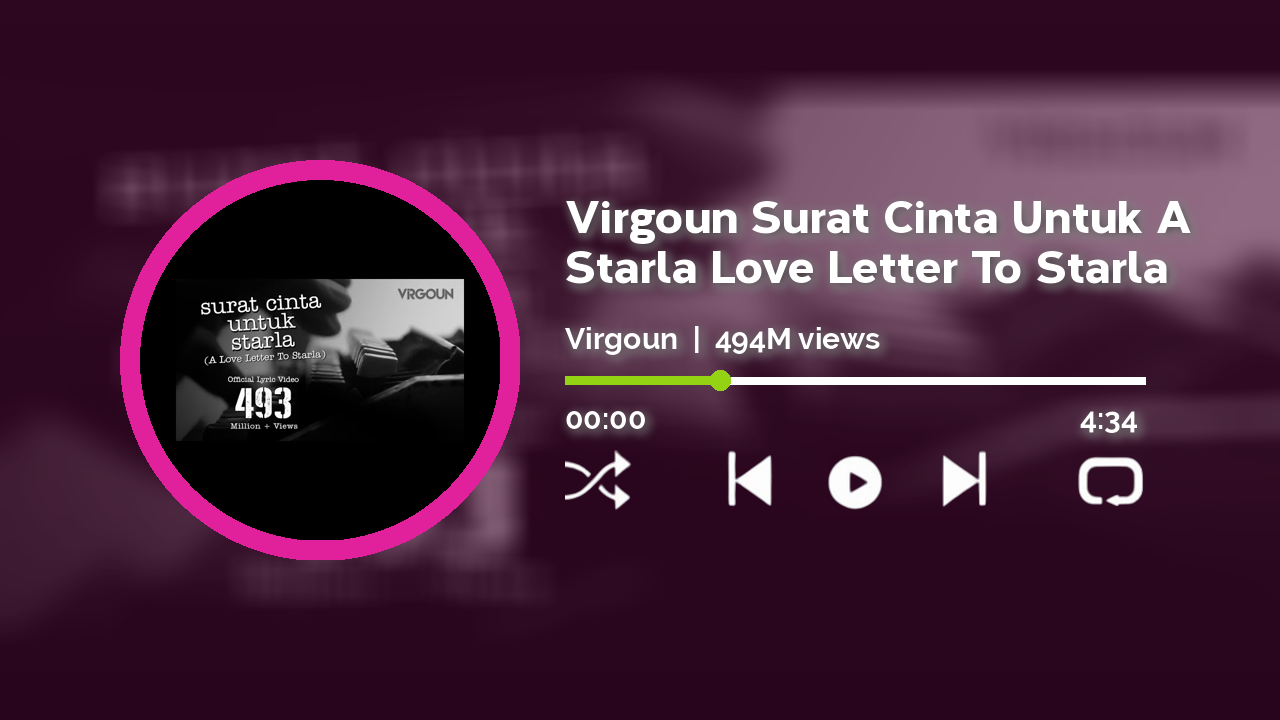 surat cinta
untuk
starla
(A Love Letter To Starla)
Official Lyric Video
493
Million + Views
VIRGOUN
Virgoun Surat Cinta Untuk A
Starla Love Letter To Starla
Virgoun | 494M views
00:00
4:34